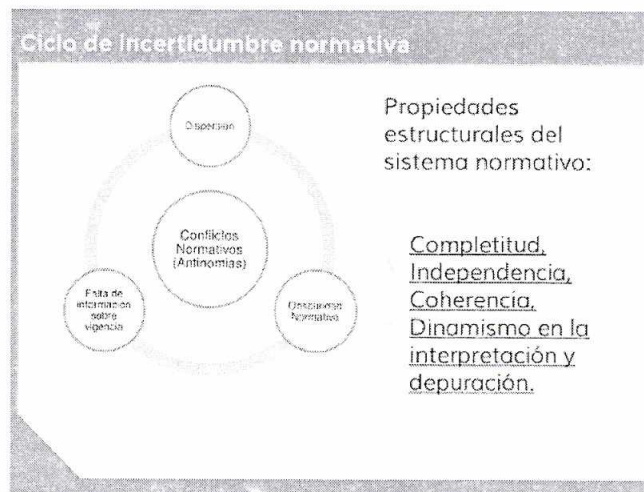 Ciclo de incertidumbre normativa
Dispersión
Propiedades
estructurales del
sistema normativo:
Conflictos
Normativos
(Antinomias)
Completitud,
Independencia,
Coherencia,
Dinamismo en la
interpretación y
depuración.
Falta de
información
sobre
vigencia
Normativa